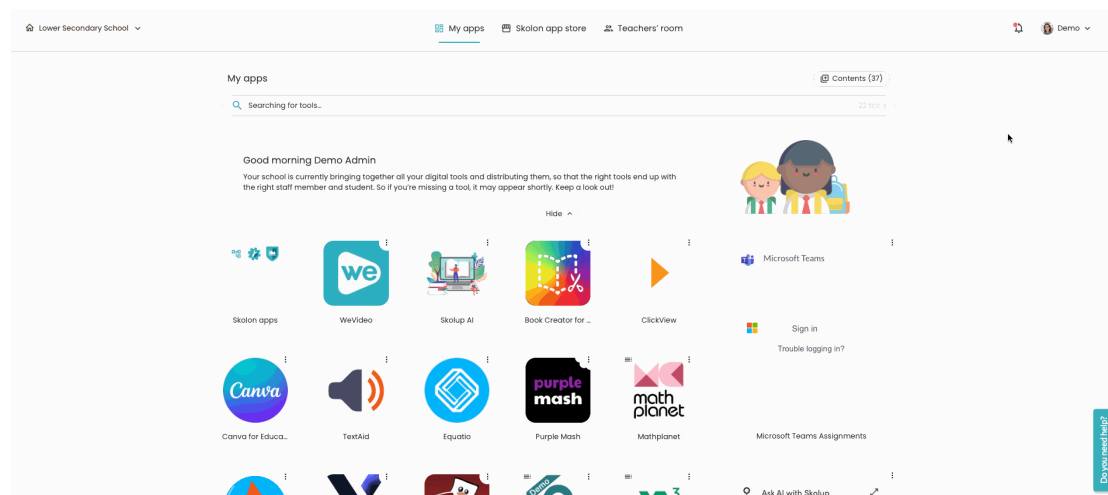 Lower Secondary School
My apps
Skolon app store
Teachers' room
Demo
My apps
Contents (37)
Searching for tools...
Good morning Demo Admin
Your school is currently bringing together all your digital tools and distributing them, so that the right tools end up with
the right staff member and student. So if you're missing a tool, it may appear shortly. Keep a look out!
Hide
we
Microsoft Teams
Skolon apps
WeVideo
Skolup AI
Book Creator for ...
ClickView
Sign in
Trouble logging in?
Canva
purple
mash
math
planet
Canva for Educa...
TextAid
Equatio
Purple Mash
Mathplanet
Microsoft Teams Assignments
Do you need help?
Demo
3
Ask AI with Skolup